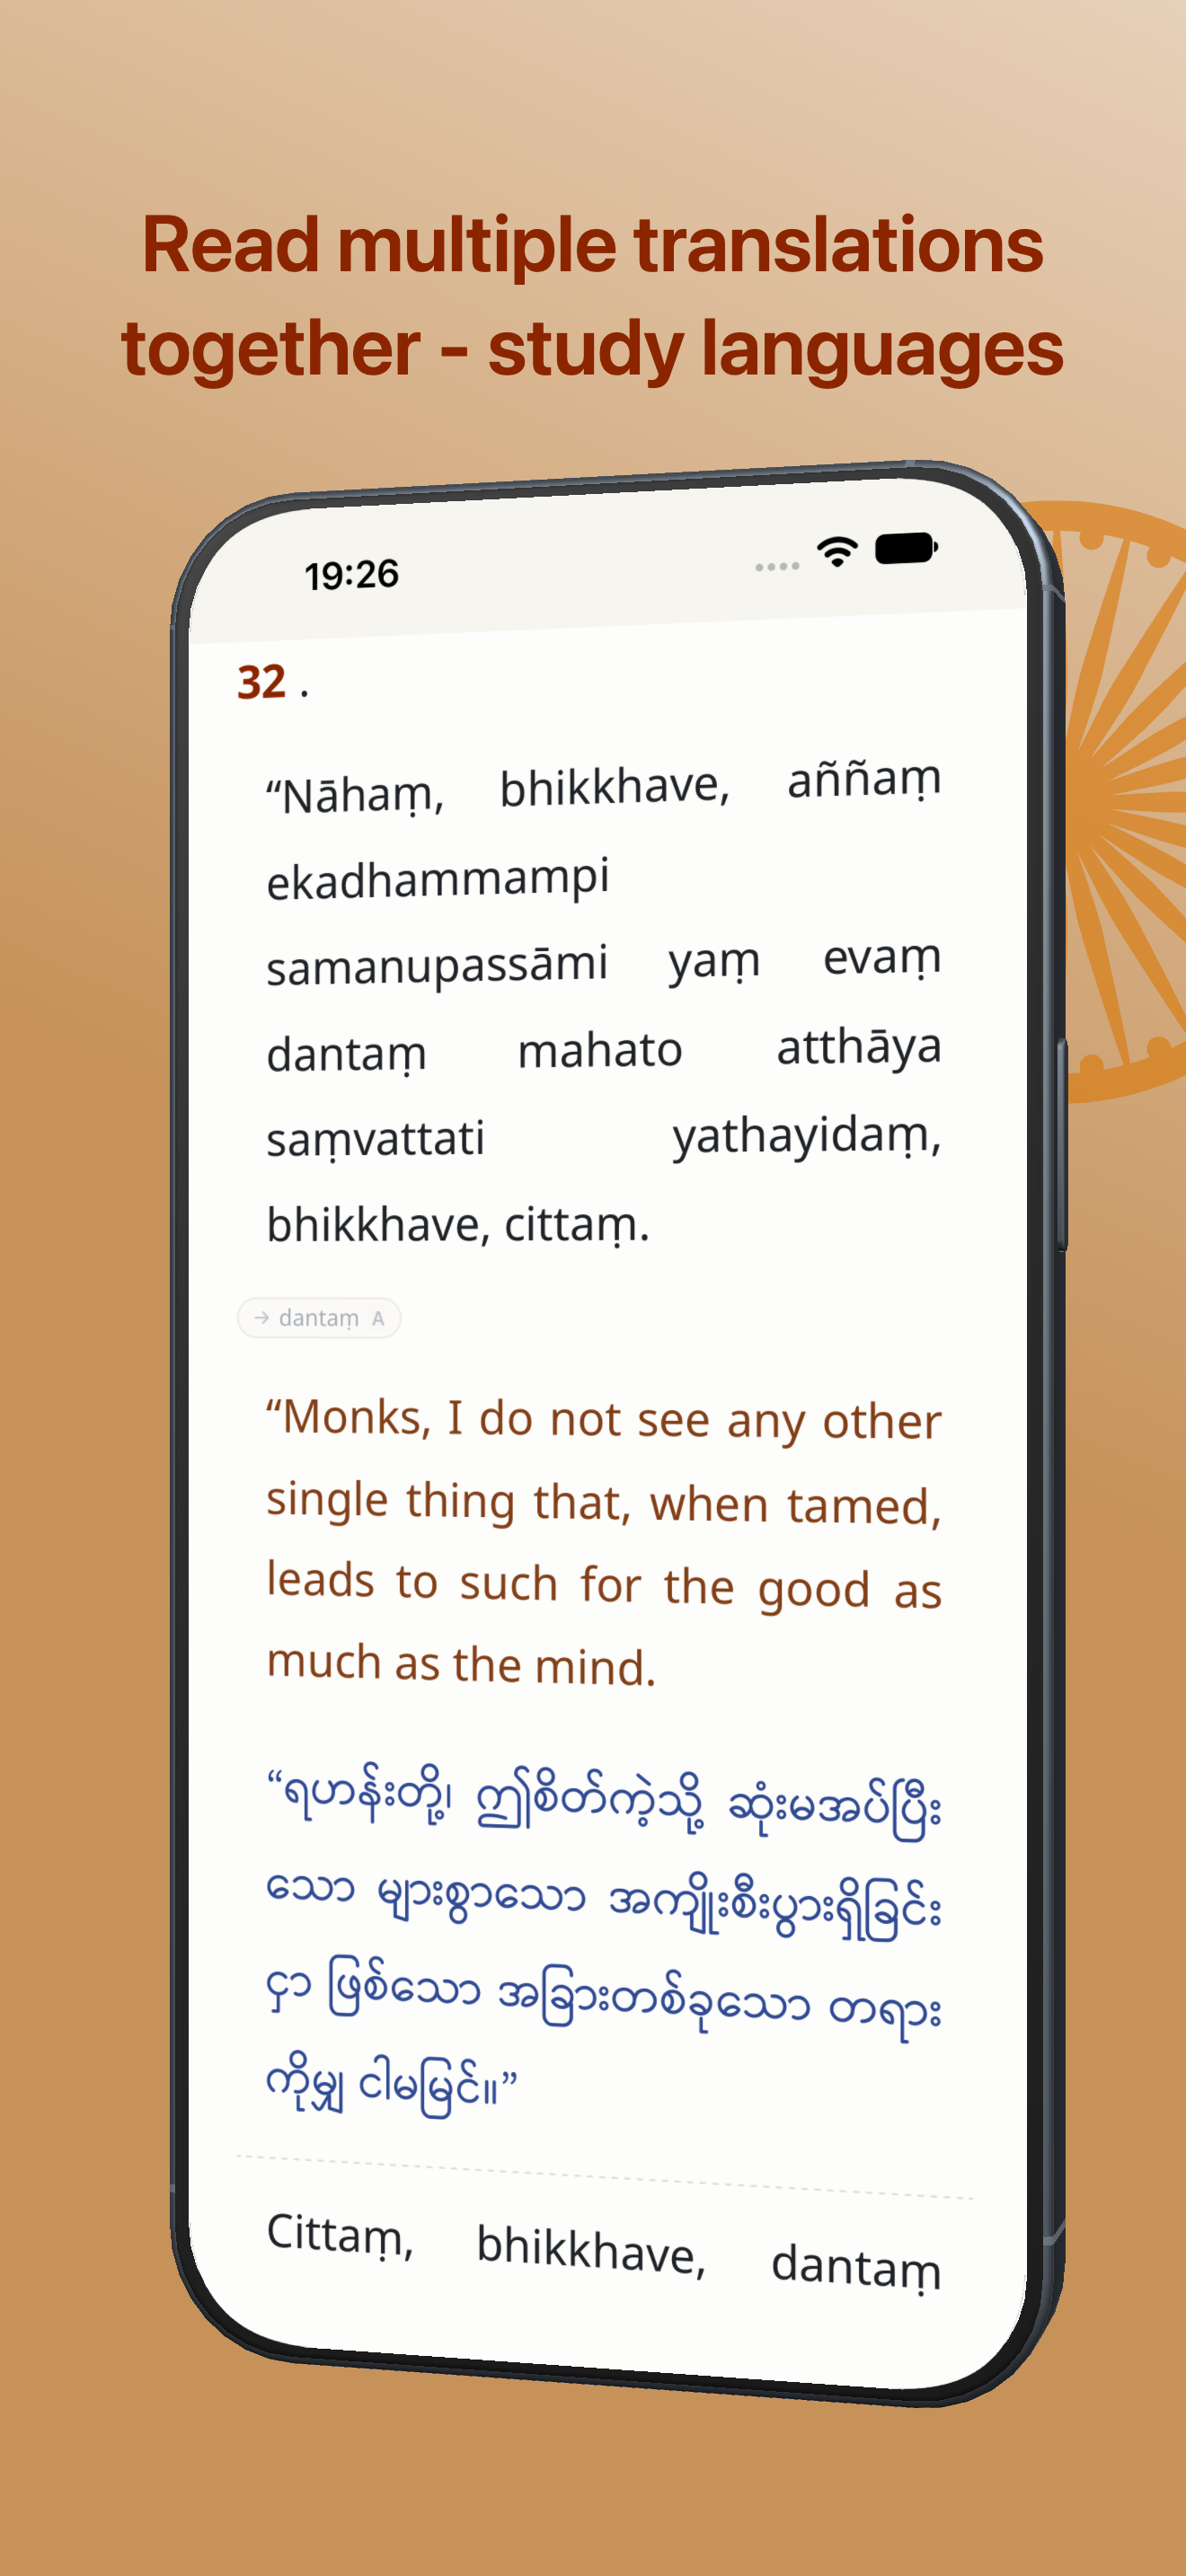 Read multiple translations
together - study languages
19:26
32 .
“Nāhaṃ, bhikkhave, aññaṃ
ekadhammampi
samanupassāmi yaṃ evaṃ
dantaṃ mahato atthāya
saṃvattati yathayidaṃ,
bhikkhave, cittaṃ.
→ dantaṃ A
“Monks, I do not see any other
single thing that, when tamed,
leads to such for the good as
much as the mind.
“ရဟန်းတို့၊ ဤစိတ်ကဲ့သို့ ဆုံးမအပ်ပြီး
သော များစွာသော အကျိုးစီးပွားရှိခြင်း
ငှာ ဖြစ်သော အခြားတစ်ခုသော တရား
ကိုမျှ ငါမမြင်။”
Cittaṃ, bhikkhave, dantaṃ